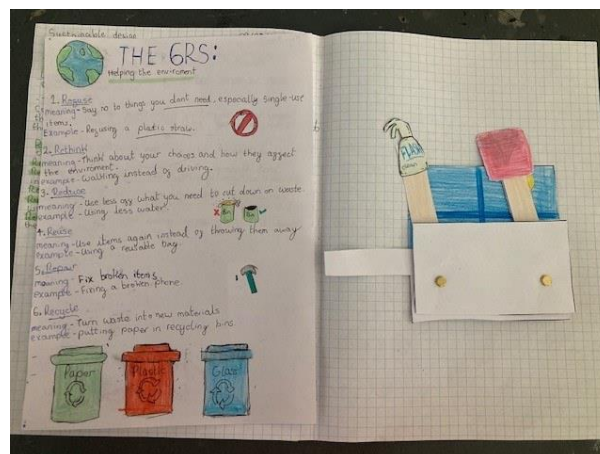 Sustainable design
THE 6RS:
Helping the enviroment
1. Refuse
meaning - Say no to things you dont need, especially single-use
items.
Example - Refusing a plastic straw.
2. Rethink
meaning - Think about your choices and how they affect
the enviroment.
example - Walking instead of driving.
3. Reduce
meaning - Use less off what you need to cut down on waste.
example - Using less water.
4. Reuse
meaning - Use items again instead of throwing them away
example - Using a reusable bag
5. Repair
meaning - Fix broken items.
example - Fixing a broken phone
6. Recycle
meaning - Turn waste into new materials
example - putting paper in recycling bins.
Paper
Plastic
Glass
FLASH